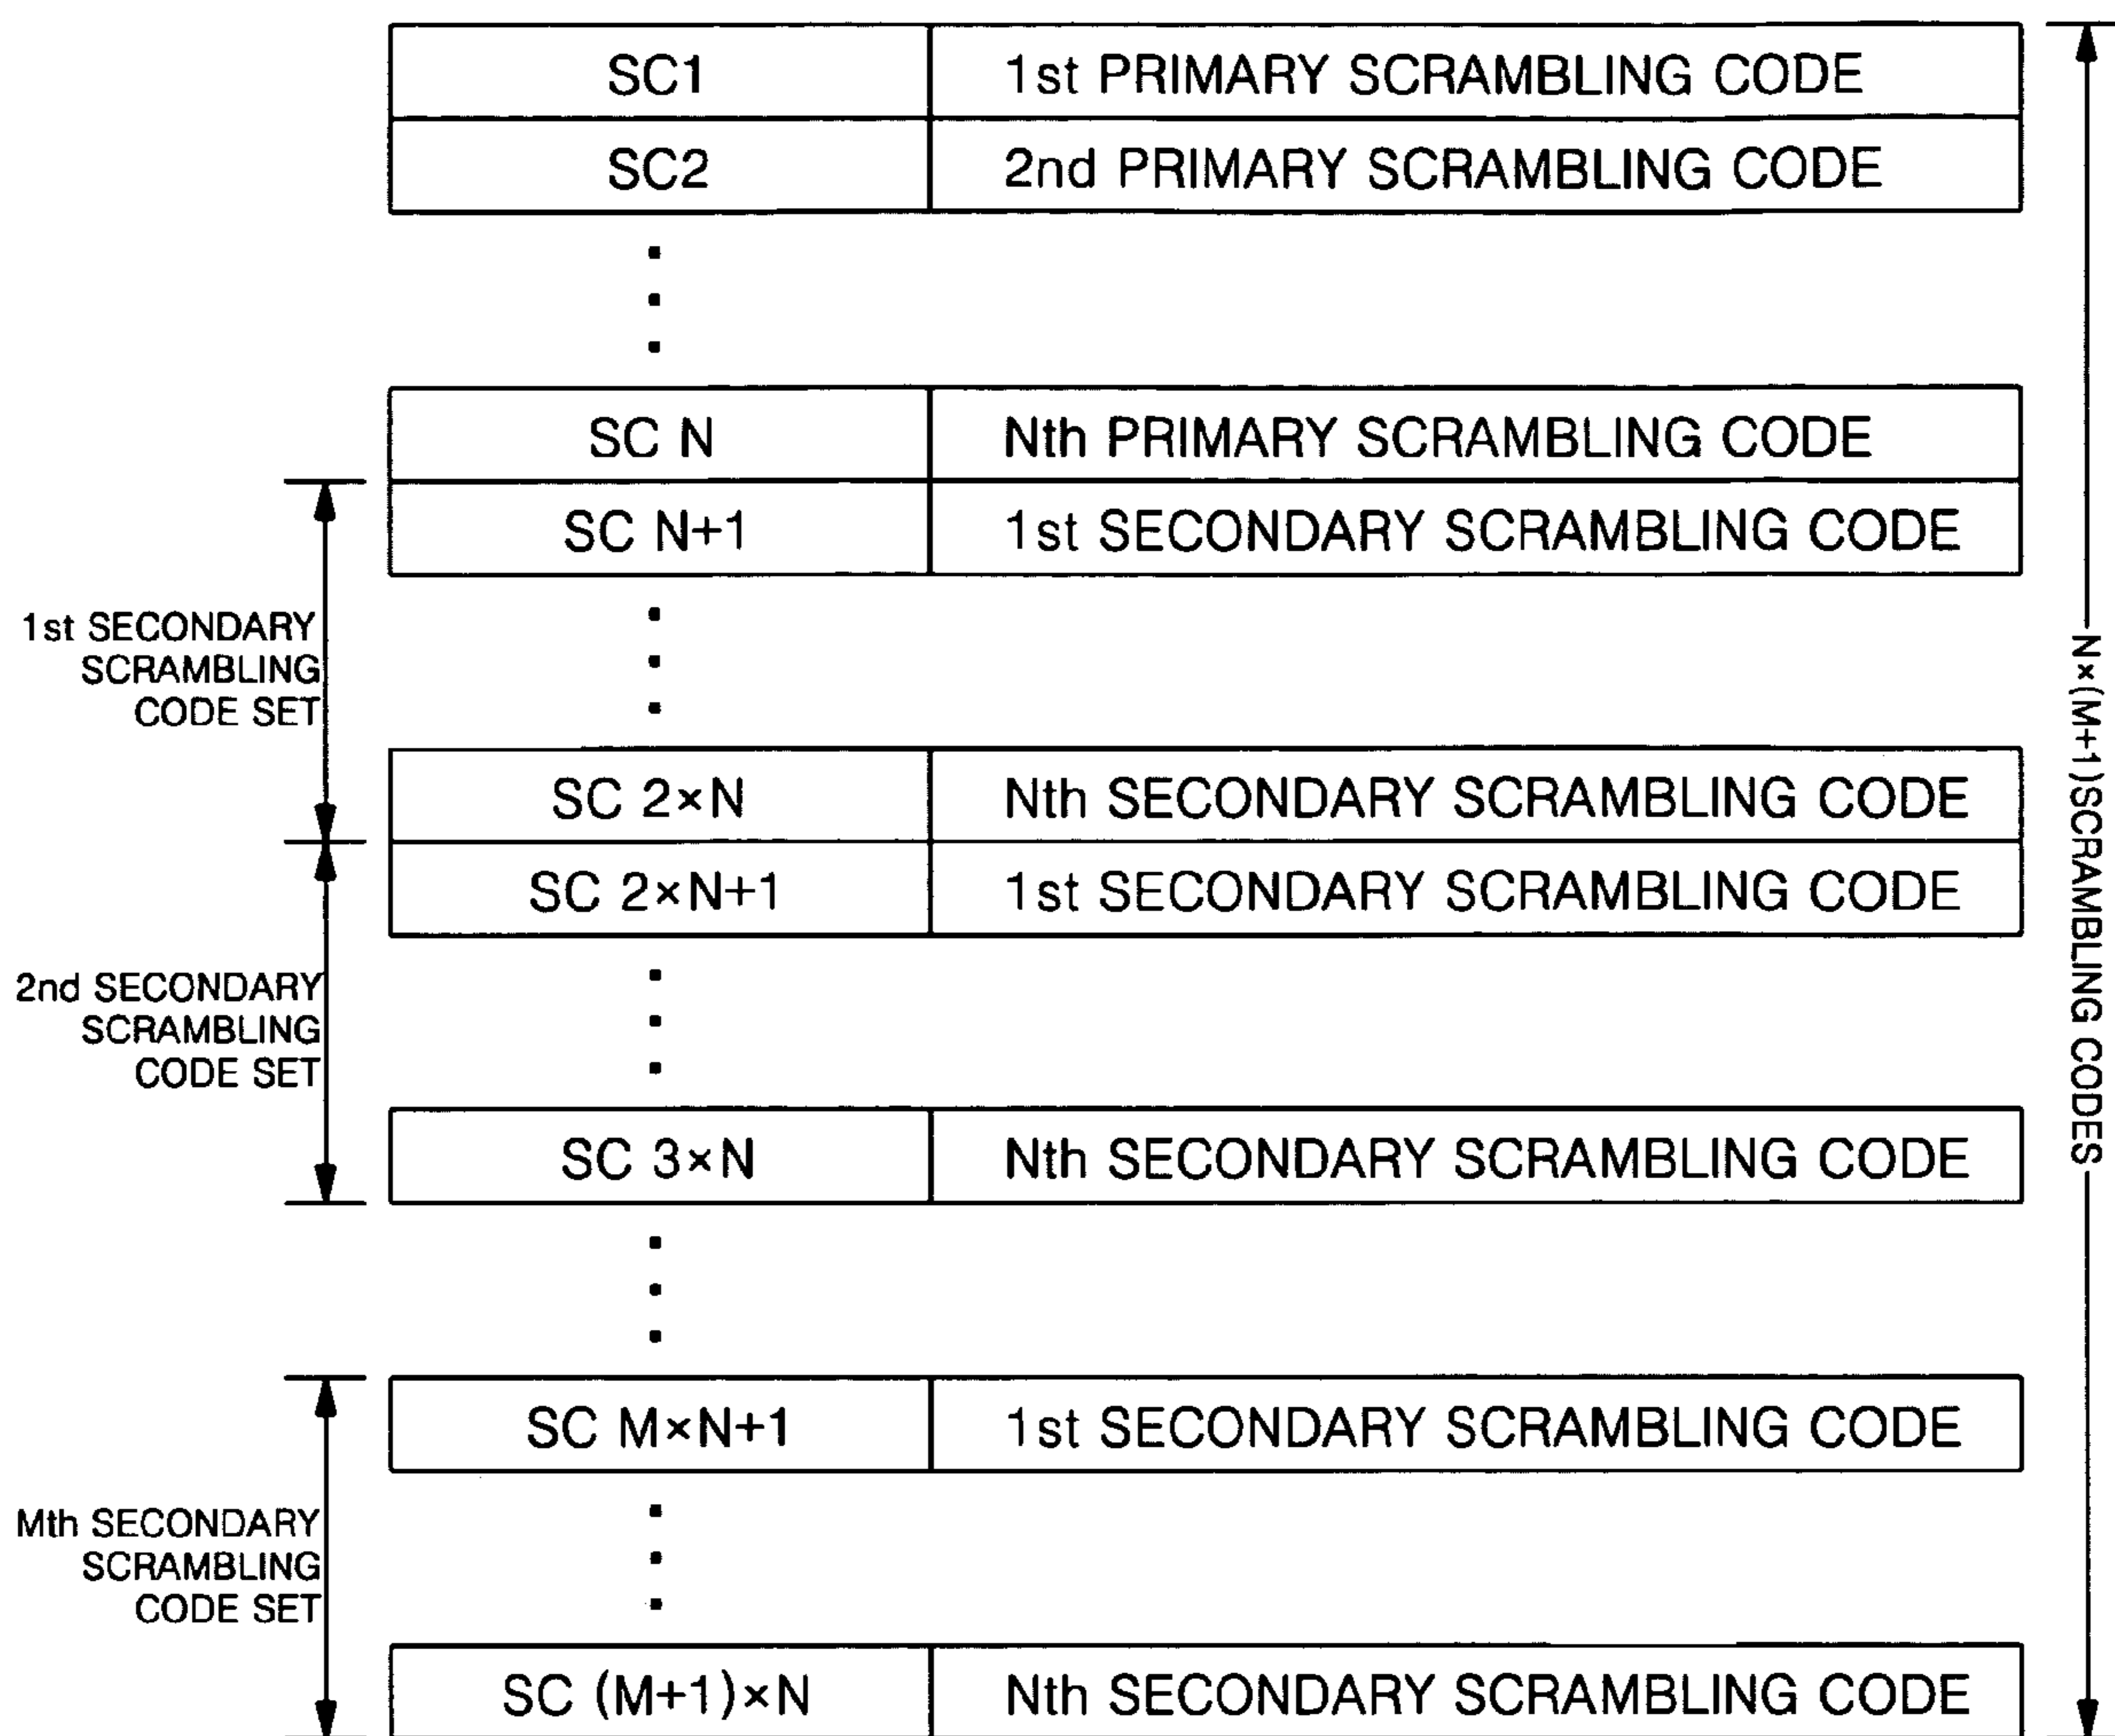 SC1 1st PRIMARY SCRAMBLING CODE
SC2 2nd PRIMARY SCRAMBLING CODE
SC N Nth PRIMARY SCRAMBLING CODE
SC N+1 1st SECONDARY SCRAMBLING CODE
1st SECONDARY
SCRAMBLING
CODE SET
SC 2×N Nth SECONDARY SCRAMBLING CODE
SC 2×N+1 1st SECONDARY SCRAMBLING CODE
2nd SECONDARY
SCRAMBLING
CODE SET
SC 3×N Nth SECONDARY SCRAMBLING CODE
SC M×N+1 1st SECONDARY SCRAMBLING CODE
Mth SECONDARY
SCRAMBLING
CODE SET
SC (M+1)×N Nth SECONDARY SCRAMBLING CODE
N×(M+1)SCRAMBLING CODES